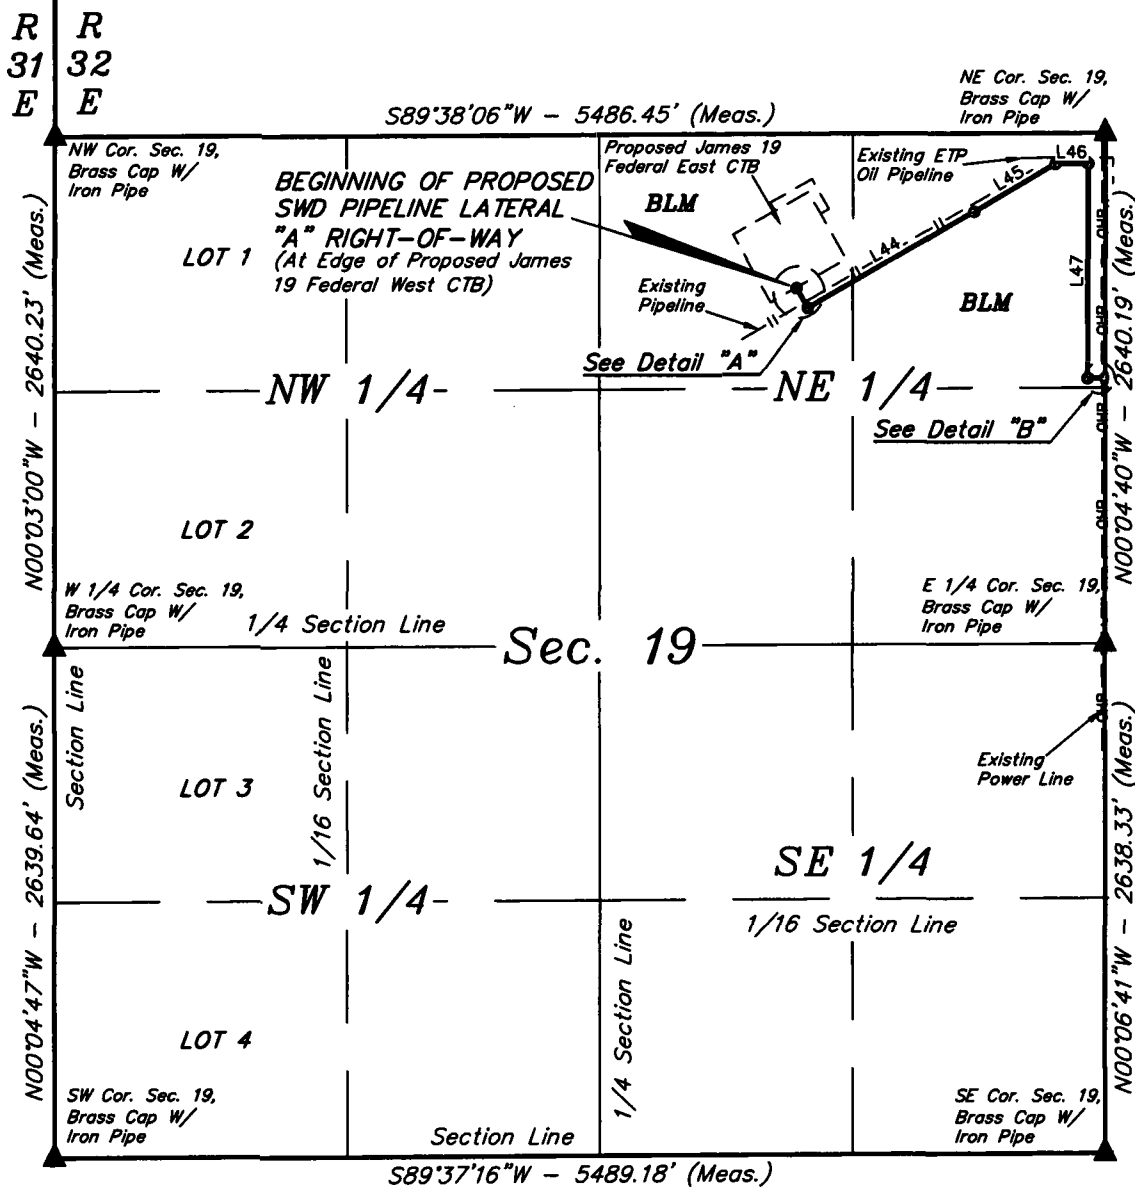 R R
31 32
E E
S89°38'06"W - 5486.45' (Meas.)
NE Cor. Sec. 19,
Brass Cap W/
Iron Pipe
NW Cor. Sec. 19,
Brass Cap W/
Iron Pipe
BEGINNING OF PROPOSED
SWD PIPELINE LATERAL
"A" RIGHT-OF-WAY
(At Edge of Proposed James
19 Federal West CTB)
Proposed James 19
Federal East CTB
BLM
Existing ETP
Oil Pipeline
L46
L45
L44
L47
LOT 1
Existing
Pipeline
BLM
See Detail "A"
NW 1/4
NE 1/4
See Detail "B"
OHP
OHP
OHP
OHP
OHP
N00°03'00"W - 2640.23' (Meas.)
N00°04'40"W - 2640.19' (Meas.)
LOT 2
W 1/4 Cor. Sec. 19,
Brass Cap W/
Iron Pipe
1/4 Section Line
E 1/4 Cor. Sec. 19,
Brass Cap W/
Iron Pipe
Sec. 19
Section Line
1/16 Section Line
LOT 3
Existing
Power Line
SE 1/4
SW 1/4
1/16 Section Line
1/4 Section Line
N00°04'47"W - 2639.64' (Meas.)
N00°06'41"W - 2638.33' (Meas.)
LOT 4
SW Cor. Sec. 19,
Brass Cap W/
Iron Pipe
Section Line
SE Cor. Sec. 19,
Brass Cap W/
Iron Pipe
S89°37'16"W - 5489.18' (Meas.)